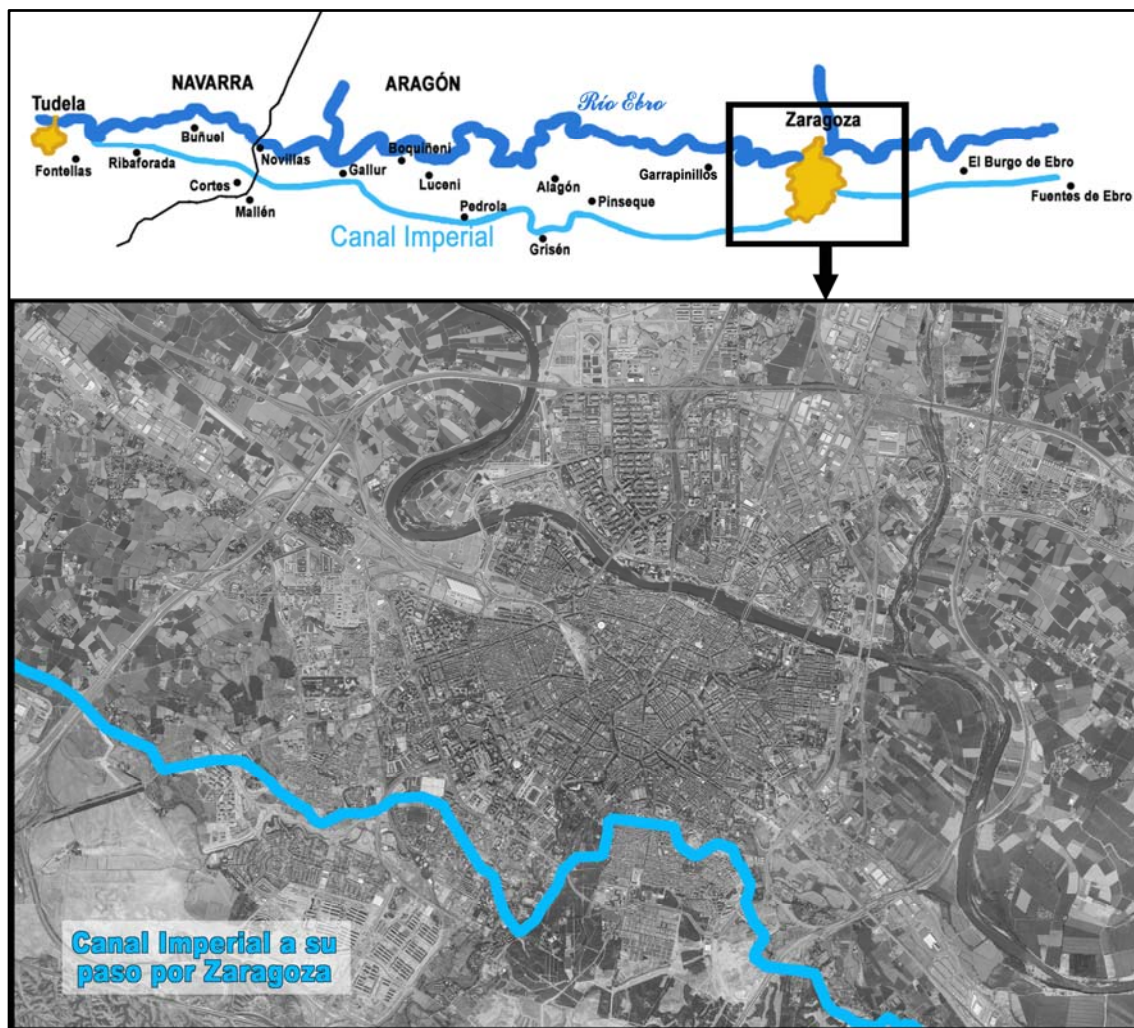 NAVARRA
ARAGÓN
Río Ebro
Tudela
Zaragoza
Buñuel
Ribaforada
Fontellas
Novillas
Boquiñeni
Gallur
Luceni
Cortes
Mallén
Alagón
Garrapinillos
El Burgo de Ebro
Pinseque
Pedrola
Fuentes de Ebro
Canal Imperial
Grisén
Canal Imperial a su
paso por Zaragoza